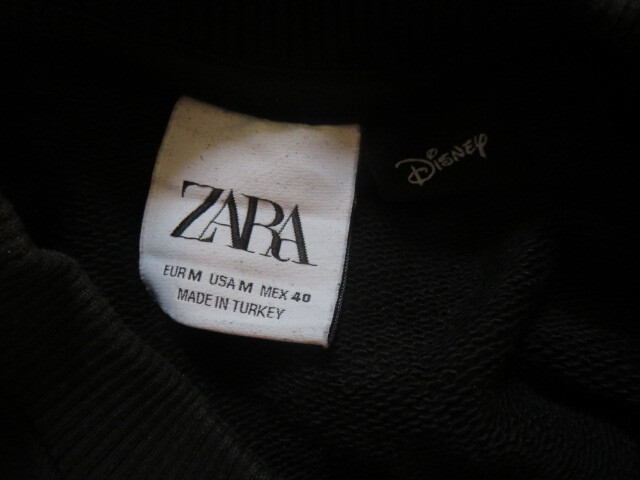 ZARA
EUR M USA M MEX 40
MADE IN TURKEY
Disney